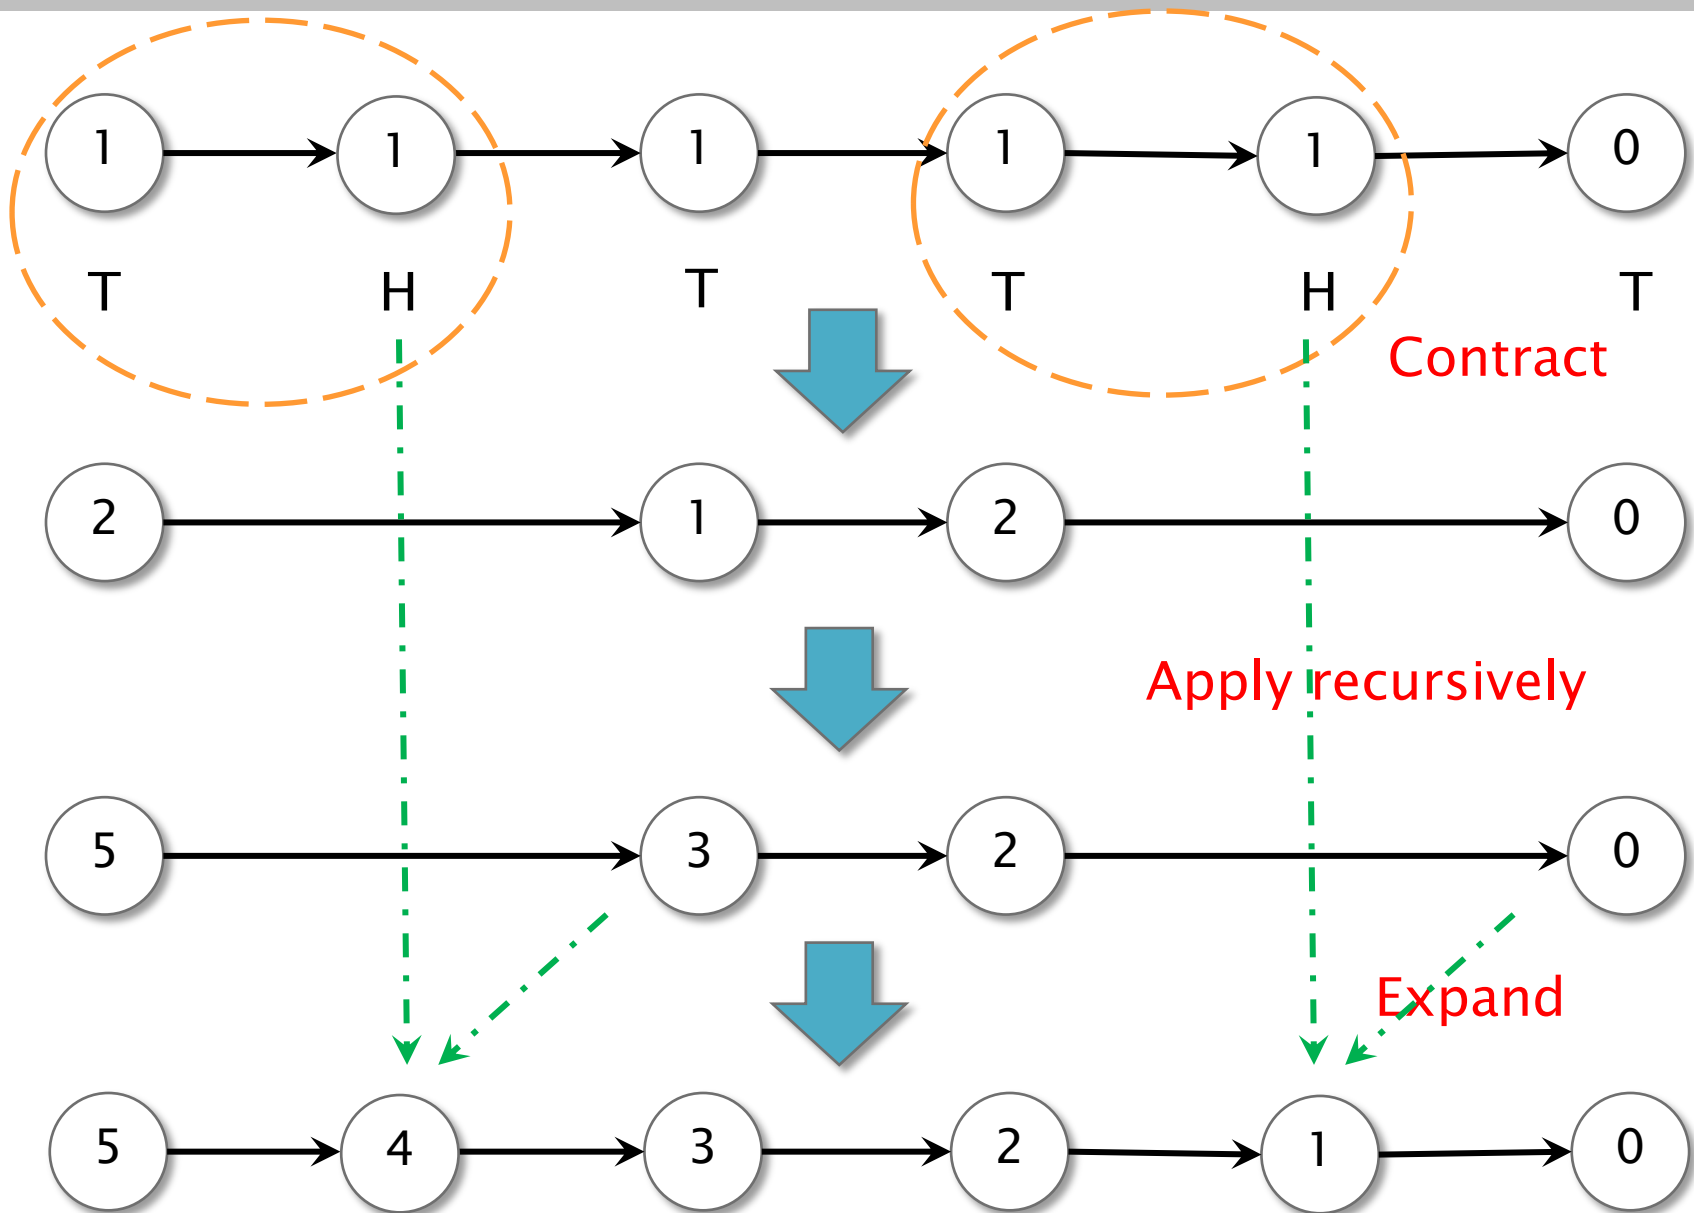 1 1 1 1 1 0
T H T T H T
Contract
2 1 2 0
Apply recursively
5 3 2 0
Expand
5 4 3 2 1 0